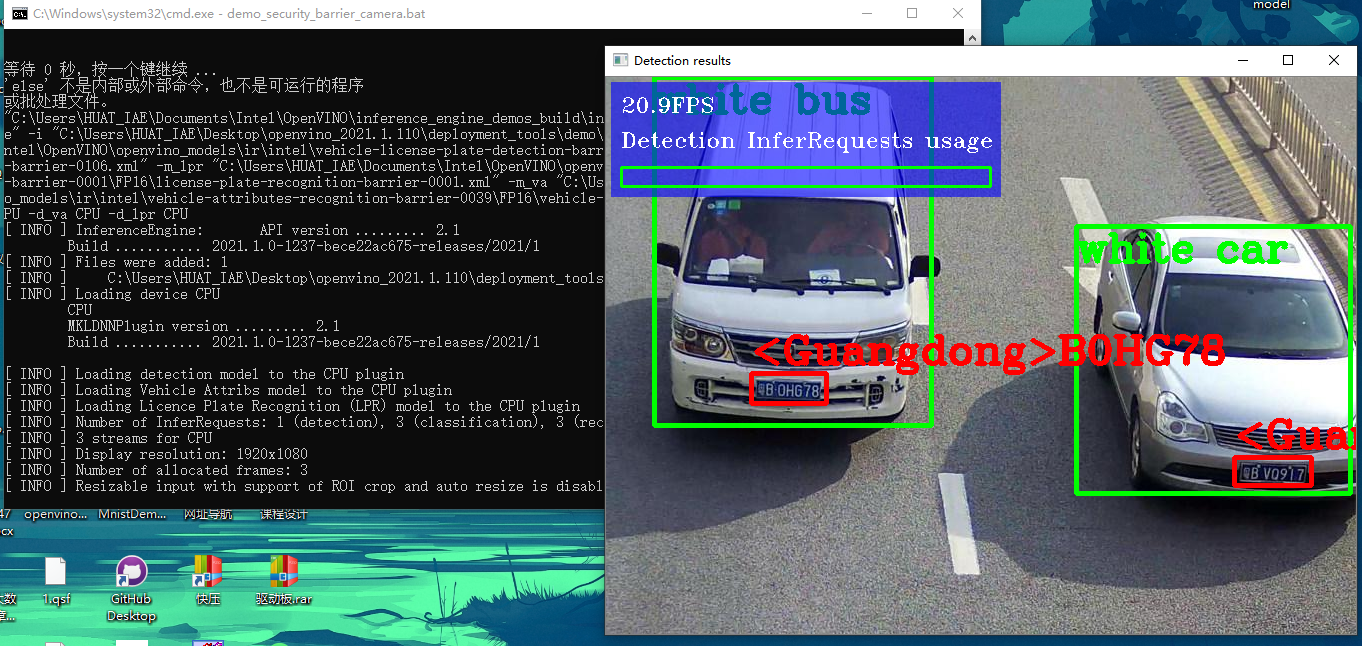 C:\Windows\system32\cmd.exe - demo_security_barrier_camera.bat
等待 0 秒，按一个键继续 ...
'else' 不是内部或外部命令，也不是可运行的程序
或批处理文件。
"C:\Users\HUAT_IAE\Documents\Intel\OpenVINO\inference_engine_demos_build\in
e" -i "C:\Users\HUAT_IAE\Desktop\openvino_2021.1.110\deployment_tools\demo\
intel\OpenVINO\openvino_models\ir\intel\vehicle-license-plate-detection-barr
-barrier-0106.xml" -m_lpr "C:\Users\HUAT_IAE\Documents\Intel\OpenVINO\openv
-barrier-0001\FP16\license-plate-recognition-barrier-0001.xml" -m_va "C:\Us
o_models\ir\intel\vehicle-attributes-recognition-barrier-0039\FP16\vehicle-
PU -d_va CPU -d_lpr CPU
[ INFO ] InferenceEngine:       API version ......... 2.1
        Build ........... 2021.1.0-1237-bece22ac675-releases/2021/1
[ INFO ] Files were added: 1
[ INFO ]     C:\Users\HUAT_IAE\Desktop\openvino_2021.1.110\deployment_tools
[ INFO ] Loading device CPU
        CPU
        MKLDNNPlugin version ......... 2.1
        Build ........... 2021.1.0-1237-bece22ac675-releases/2021/1
[ INFO ] Loading detection model to the CPU plugin
[ INFO ] Loading Vehicle Attribs model to the CPU plugin
[ INFO ] Loading Licence Plate Recognition (LPR) model to the CPU plugin
[ INFO ] Number of InferRequests: 1 (detection), 3 (classification), 3 (rec
[ INFO ] 3 streams for CPU
[ INFO ] Display resolution: 1920x1080
[ INFO ] Number of allocated frames: 3
[ INFO ] Resizable input with support of ROI crop and auto resize is disabl
model
Detection results
20.9FPS
white bus
Detection InferRequests usage
white car
<Guangdong>B0HG78
粤B 0HG78
<Guan
粤B V0917
47
cx
openvino...
MnistDem...
网址导航
课程设计
1.qsf
GitHub
Desktop
快压
驱动板.rar